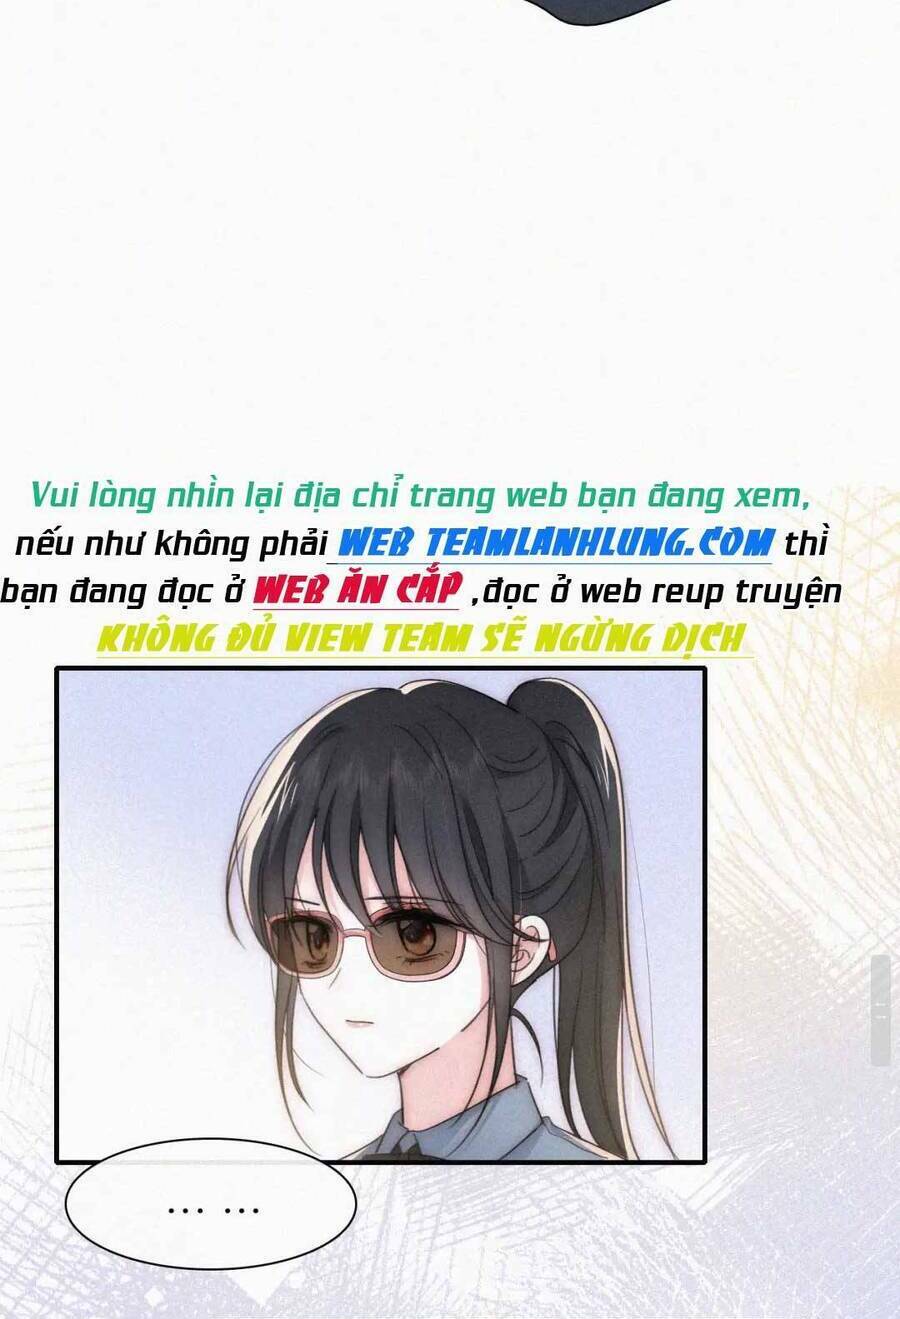 Vui lòng nhìn lại địa chỉ trang web bạn đang xem,
nếu như không phải WEB TEAMLANHLUNG.COM thì
bạn đang đọc ở WEB ĂN CẮP ,đọc ở web reup truyện
KHÔNG ĐỦ VIEW TEAM SẼ NGỪNG DỊCH
... ...